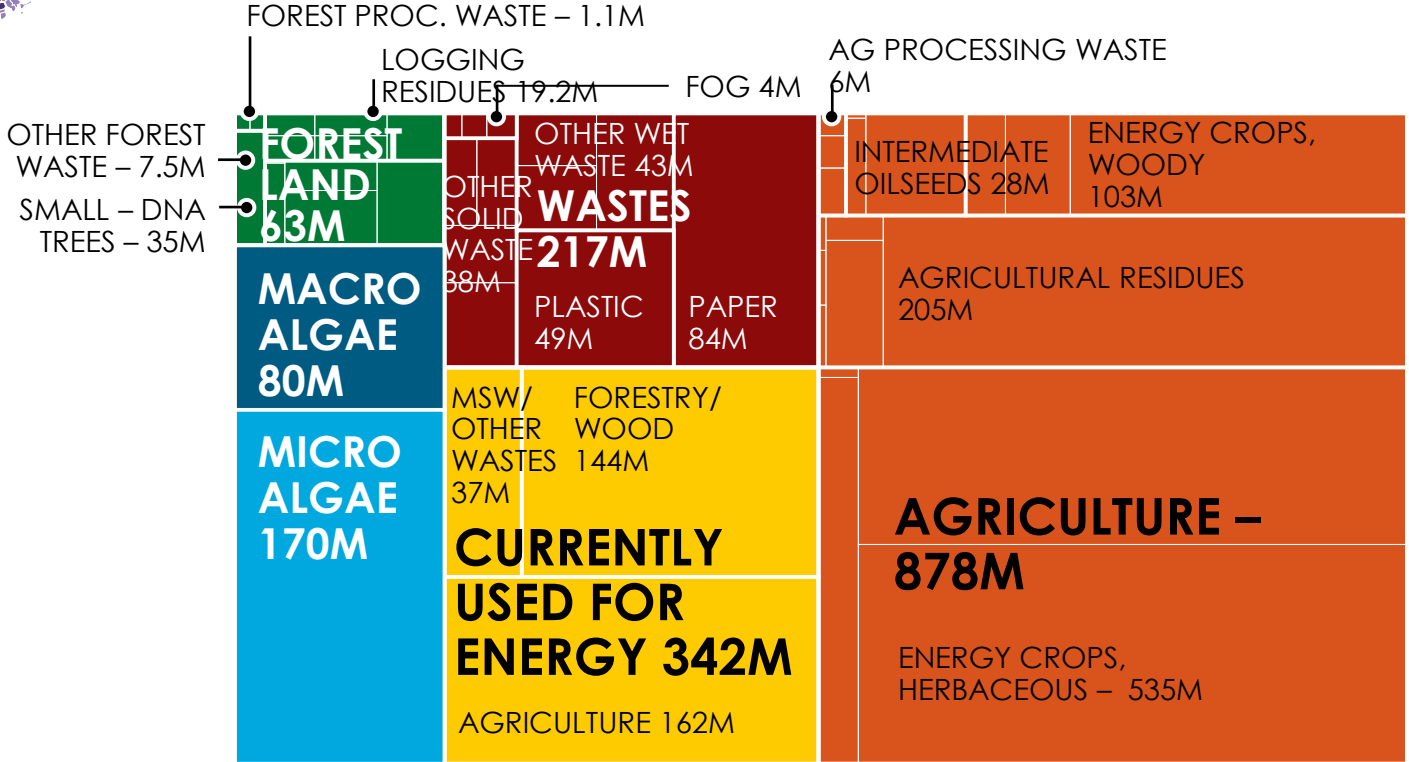 FOREST PROC. WASTE – 1.1M
LOGGING
RESIDUES 19.2M
FOG 4M
AG PROCESSING WASTE
6M
OTHER FOREST
WASTE – 7.5M
SMALL – DNA
TREES – 35M
FOREST
LAND
63M
MACRO
ALGAE
80M
MICRO
ALGAE
170M
OTHER
SOLID
WASTE
38M
OTHER WET
WASTE 43M
WASTES
217M
PLASTIC
49M
PAPER
84M
MSW/
OTHER
WASTES
37M
FORESTRY/
WOOD
144M
CURRENTLY
USED FOR
ENERGY 342M
AGRICULTURE 162M
INTERMEDIATE
OILSEEDS 28M
ENERGY CROPS,
WOODY
103M
AGRICULTURAL RESIDUES
205M
AGRICULTURE –
878M
ENERGY CROPS,
HERBACEOUS – 535M